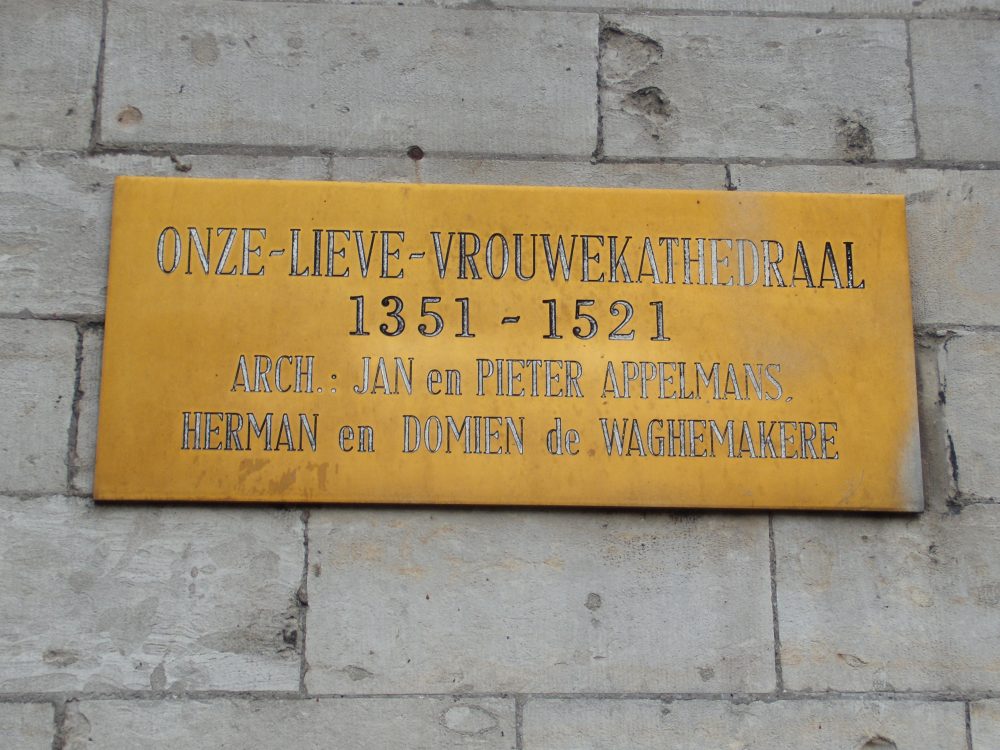 ONZE-LIEVE-VROUWEKATHEDRAAL
1351 - 1521
ARCH.: JAN en PIETER APPELMANS,
HERMAN en DOMIEN de WAGHEMAKERE